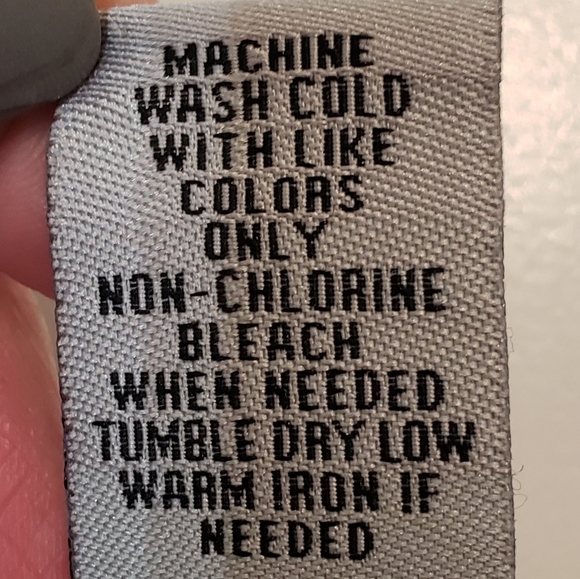 MACHINE
WASH COLD
WITH LIKE
COLORS
ONLY
NON-CHLORINE
BLEACH
WHEN NEEDED
TUMBLE DRY LOW
WARM IRON IF
NEEDED